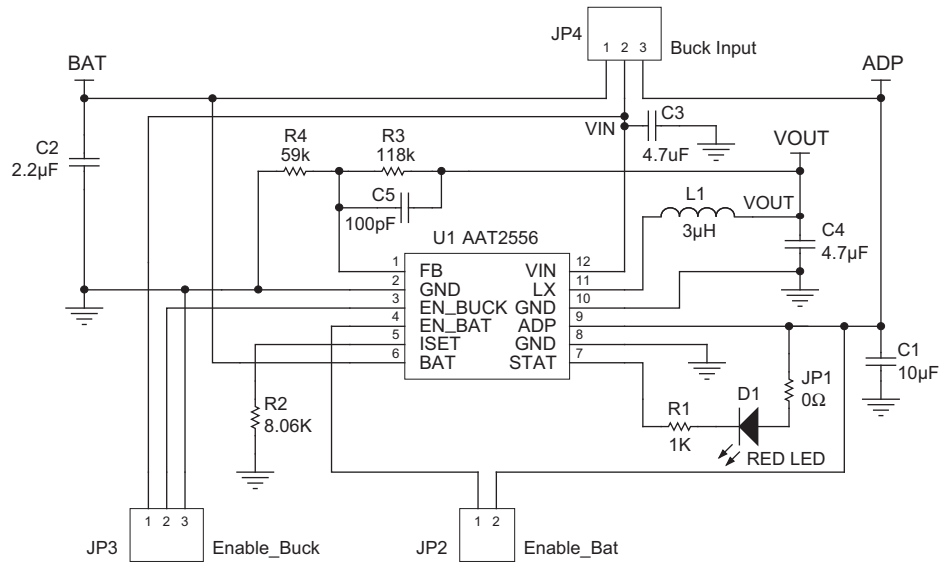 JP4
1 2 3
Buck Input
BAT
ADP
C2
2.2µF
R4
59k
R3
118k
C5
100pF
VIN
C3
4.7uF
VOUT
L1
3µH
VOUT
C4
4.7µF
U1 AAT2556
1 FB VIN 12
2 GND LX 11
3 EN_BUCK GND 10
4 EN_BAT ADP 9
5 ISET GND 8
6 BAT STAT 7
R2
8.06K
R1
1K
D1
RED LED
JP1
0Ω
C1
10µF
1 2 3
JP3 Enable_Buck
1 2
JP2 Enable_Bat